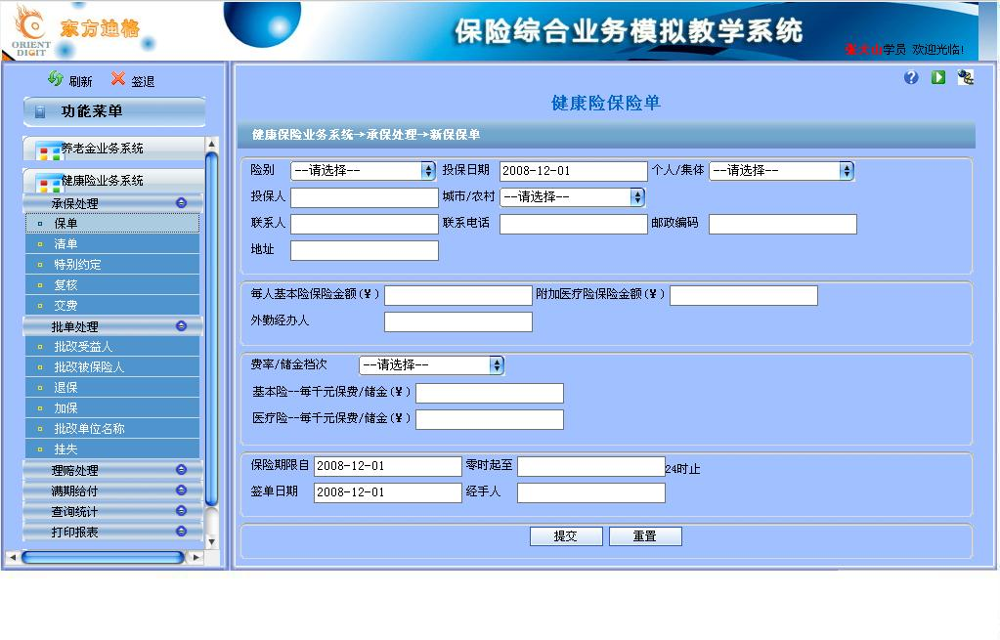 东方迪格
ORIENT
DIGIT
保险综合业务模拟教学系统
张大山学员 欢迎光临!
刷新 签退
功能菜单
养老金业务系统
健康险业务系统
承保处理
保单
清单
特别约定
复核
交费
批单处理
批改受益人
批改被保险人
退保
加保
批改单位名称
挂失
理赔处理
满期给付
查询统计
打印报表
健康险保险单
健康保险业务系统→承保处理→新保保单
险别 --请选择-- 投保日期 2008-12-01 个人/集体 --请选择--
投保人 城市/农村 --请选择--
联系人 联系电话 邮政编码
地址
每人基本险保险金额(¥) 附加医疗险保险金额(¥)
外勤经办人
费率/储金档次 --请选择--
基本险--每千元保费/储金(¥)
医疗险--每千元保费/储金(¥)
保险期限自 2008-12-01 零时起至 24时止
签单日期 2008-12-01 经手人
提交 重置